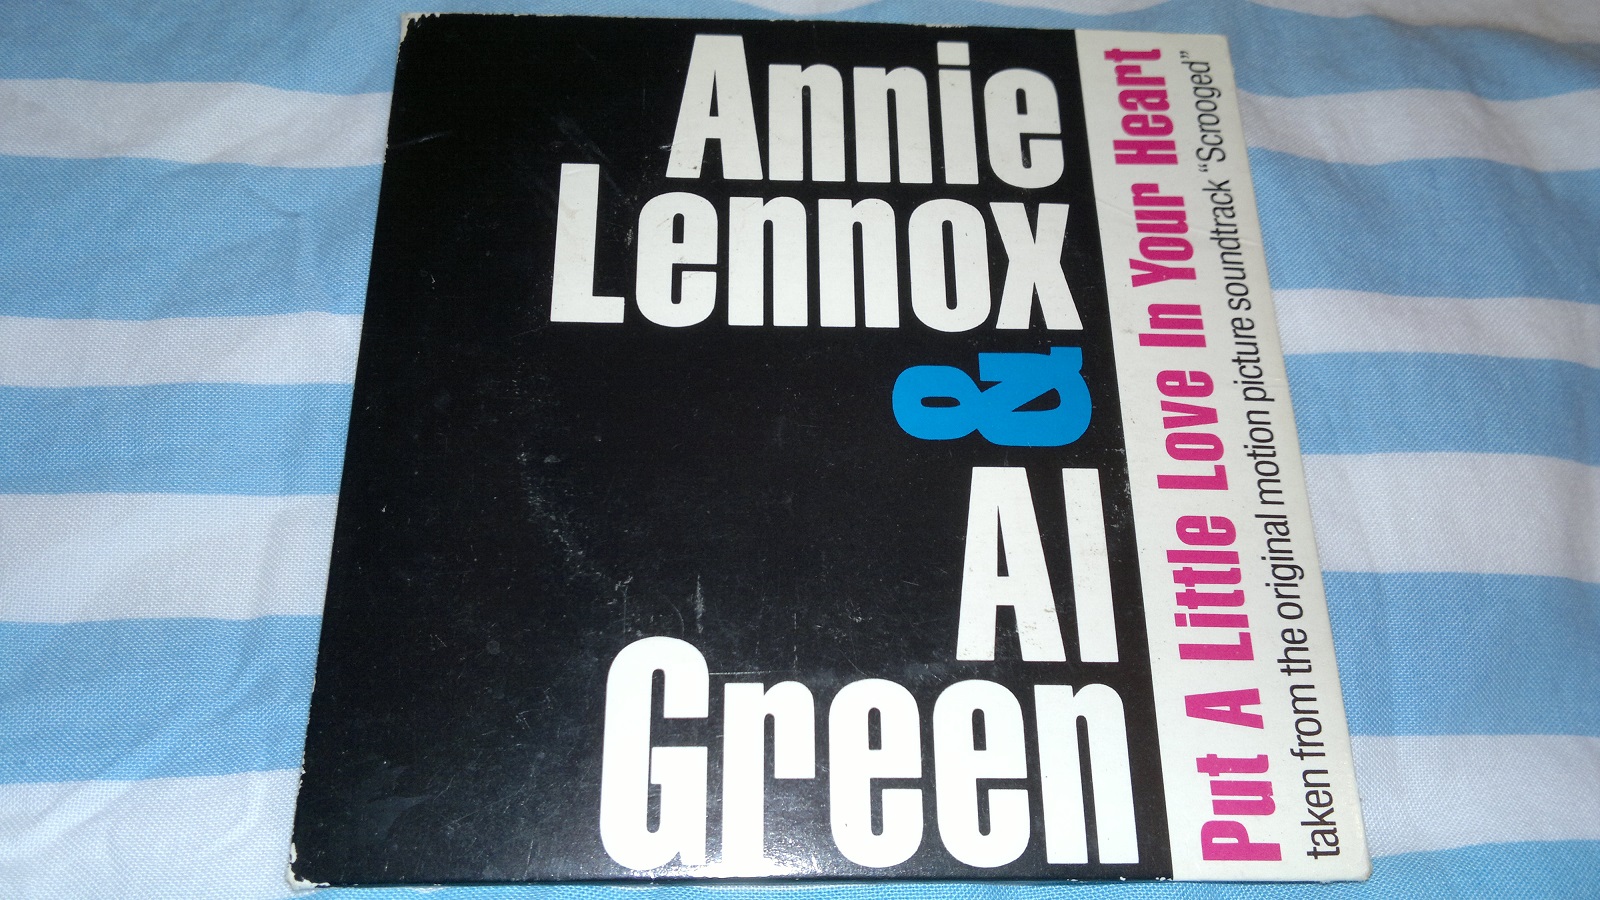 Annie
Lennox
&
Al
Green
Put A Little Love In Your Heart
taken from the original motion picture soundtrack “Scrooged”